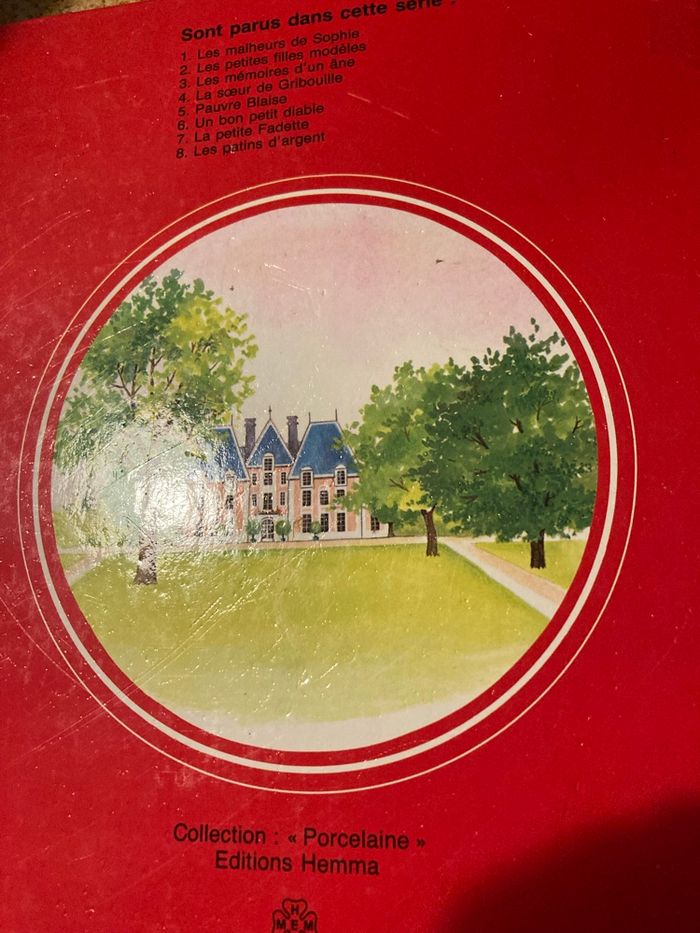 Sont parus dans cette série :
1. Les malheurs de Sophie
2. Les petites filles modèles
3. Les mémoires d'un âne
4. La sœur de Gribouille
5. Pauvre Blaise
6. Un bon petit diable
7. La petite Fadette
8. Les patins d'argent
Collection : « Porcelaine »
Editions Hemma
H
MEM